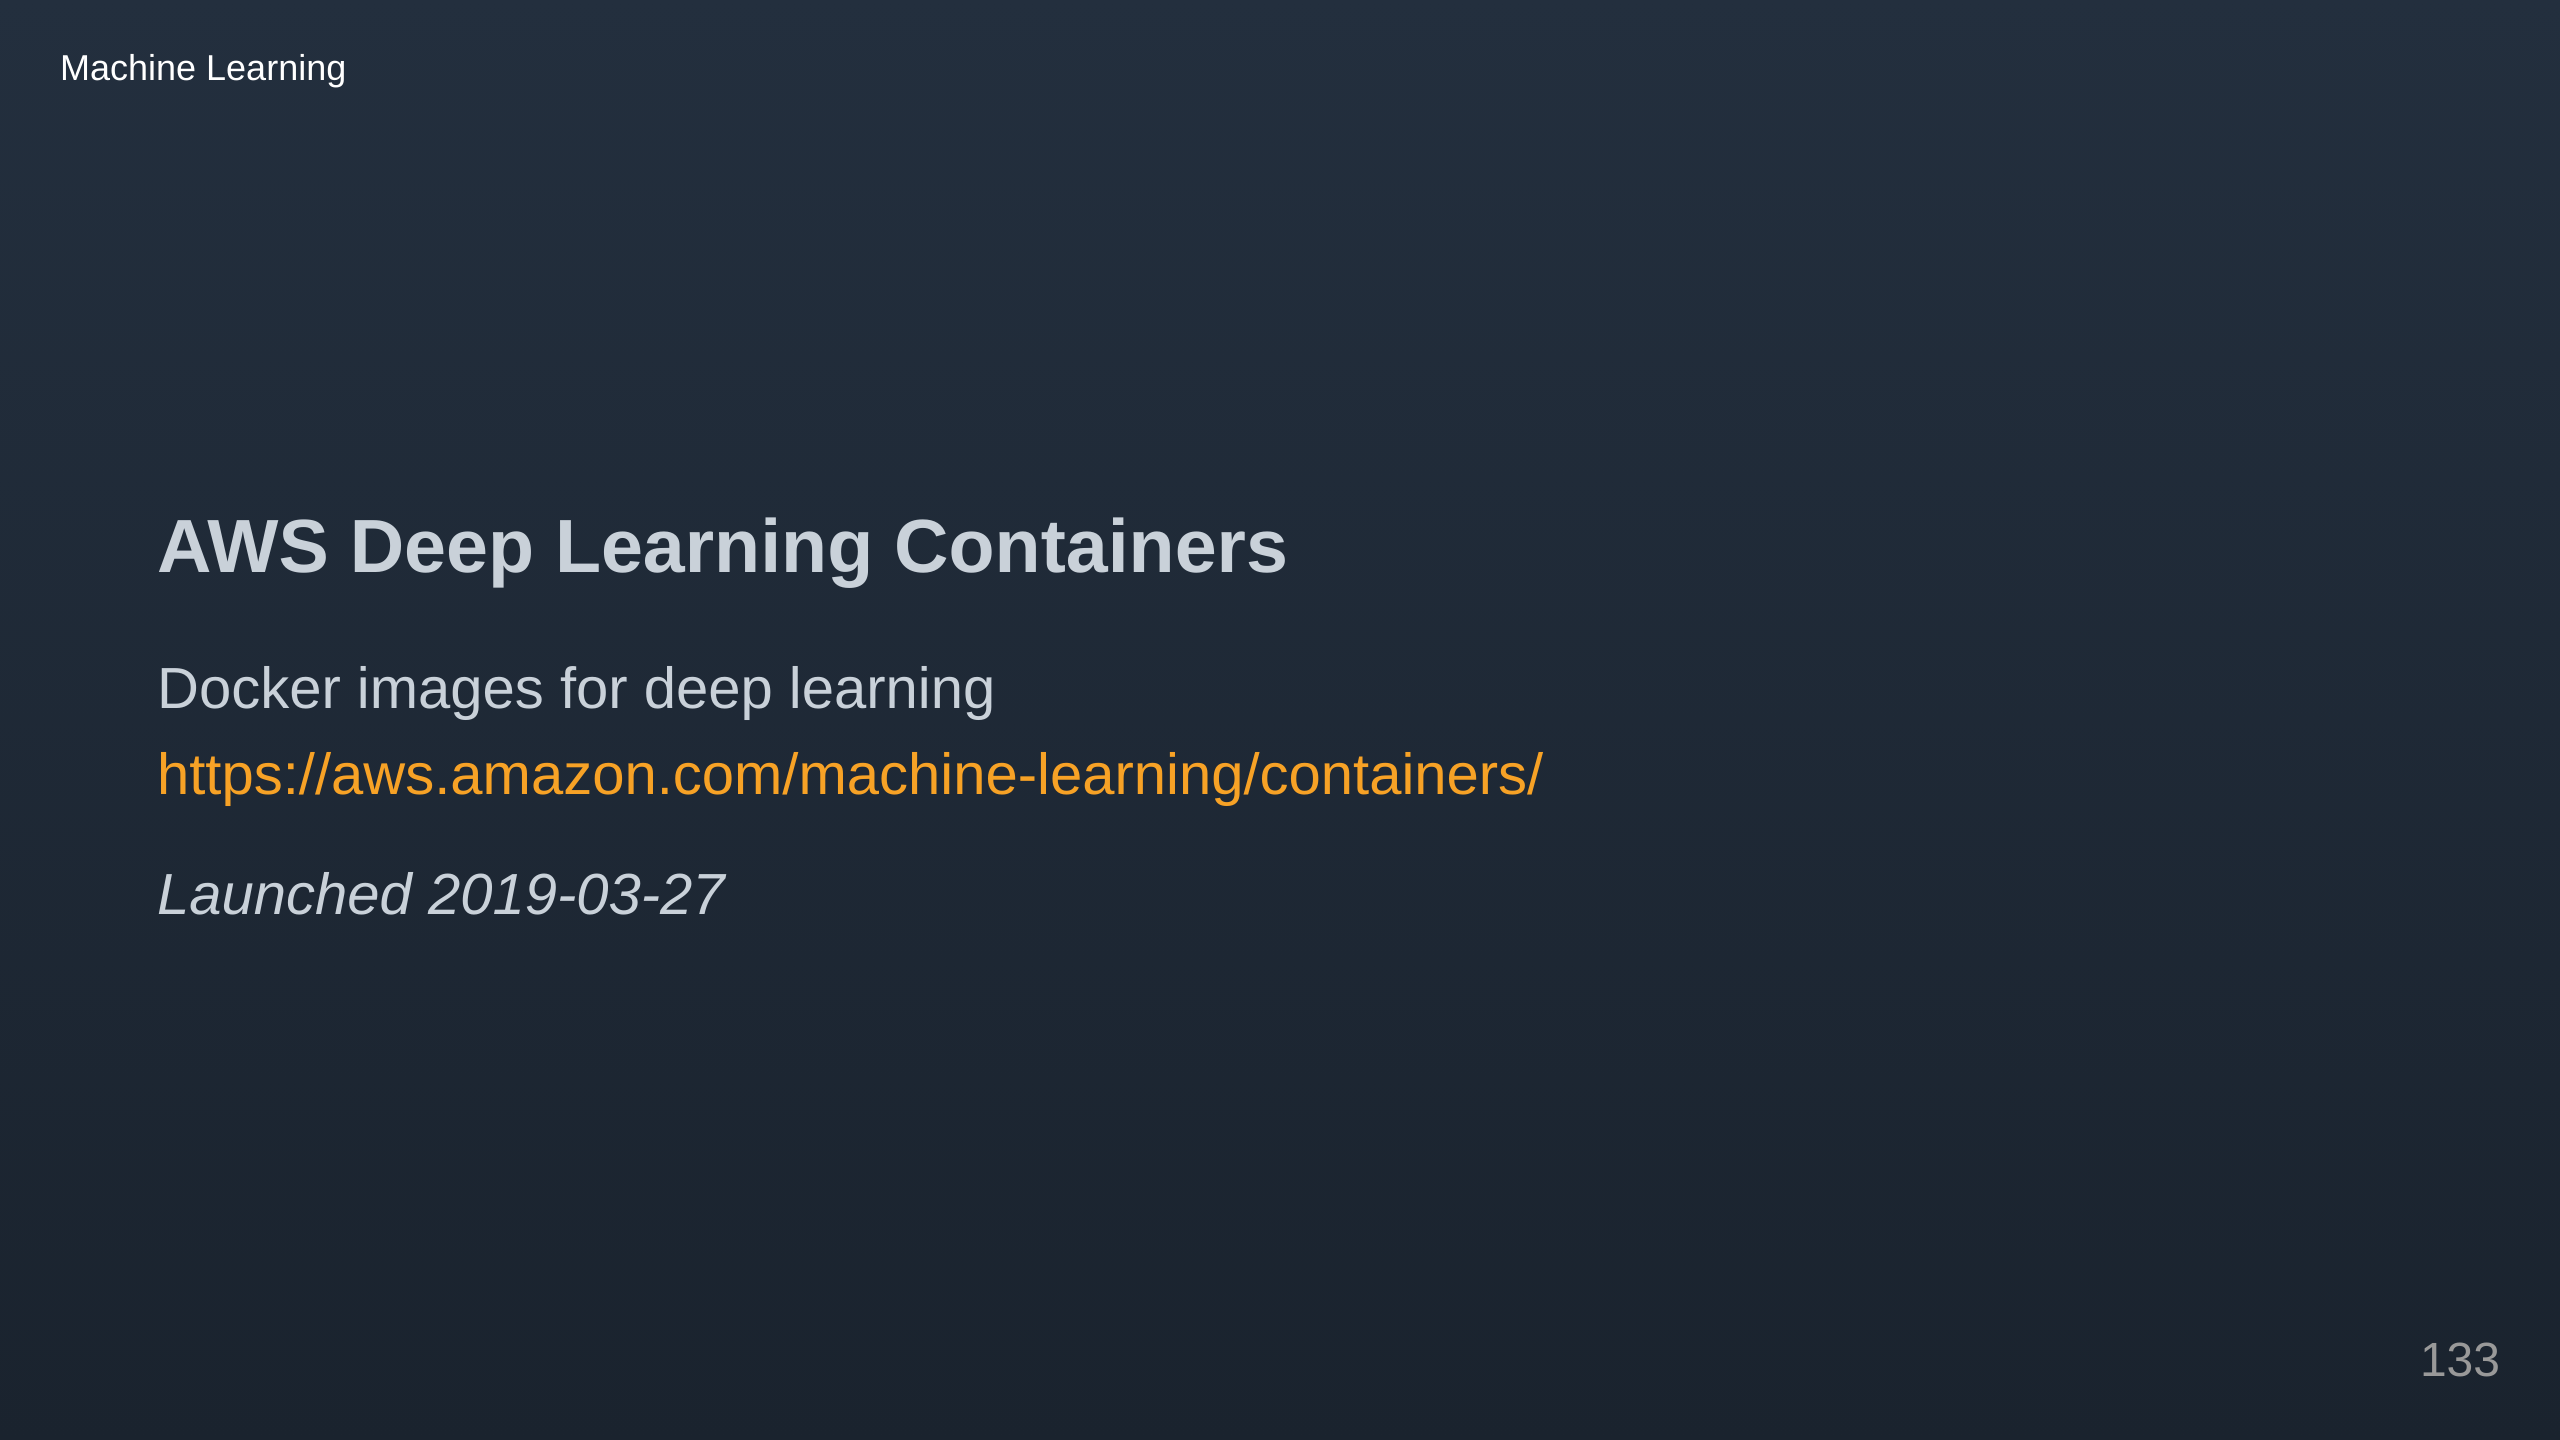 Machine Learning
AWS Deep Learning Containers
Docker images for deep learning
https://aws.amazon.com/machine-learning/containers/
Launched 2019-03-27
133